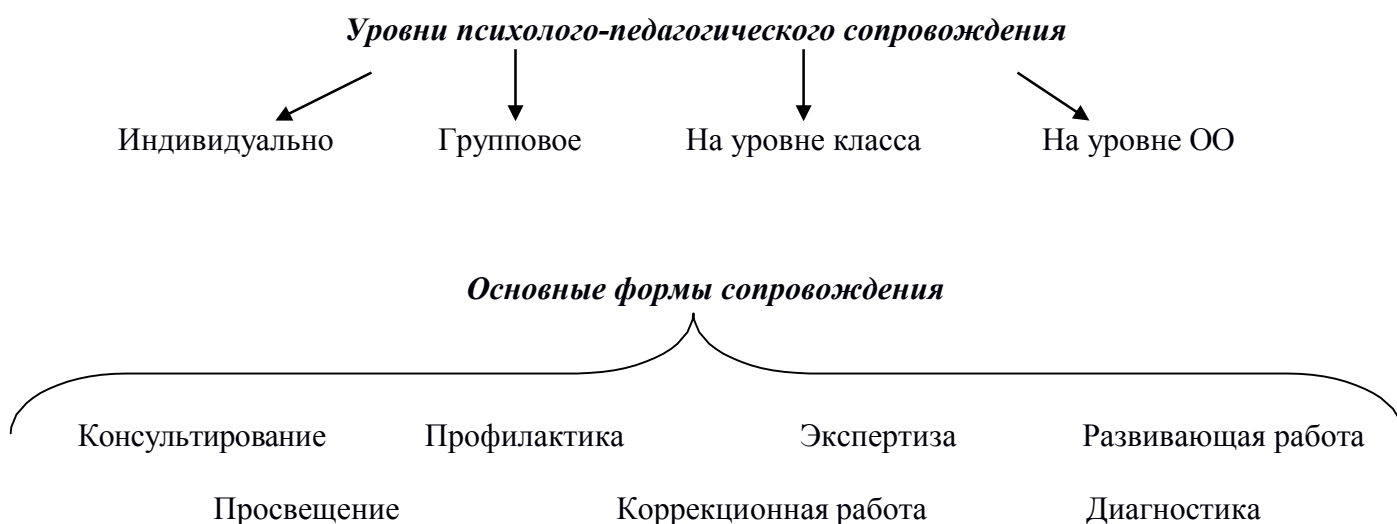 Уровни психолого-педагогического сопровождения
Индивидуально Групповое На уровне класса На уровне ОО
Основные формы сопровождения
Консультирование Профилактика Экспертиза Развивающая работа
Просвещение Коррекционная работа Диагностика